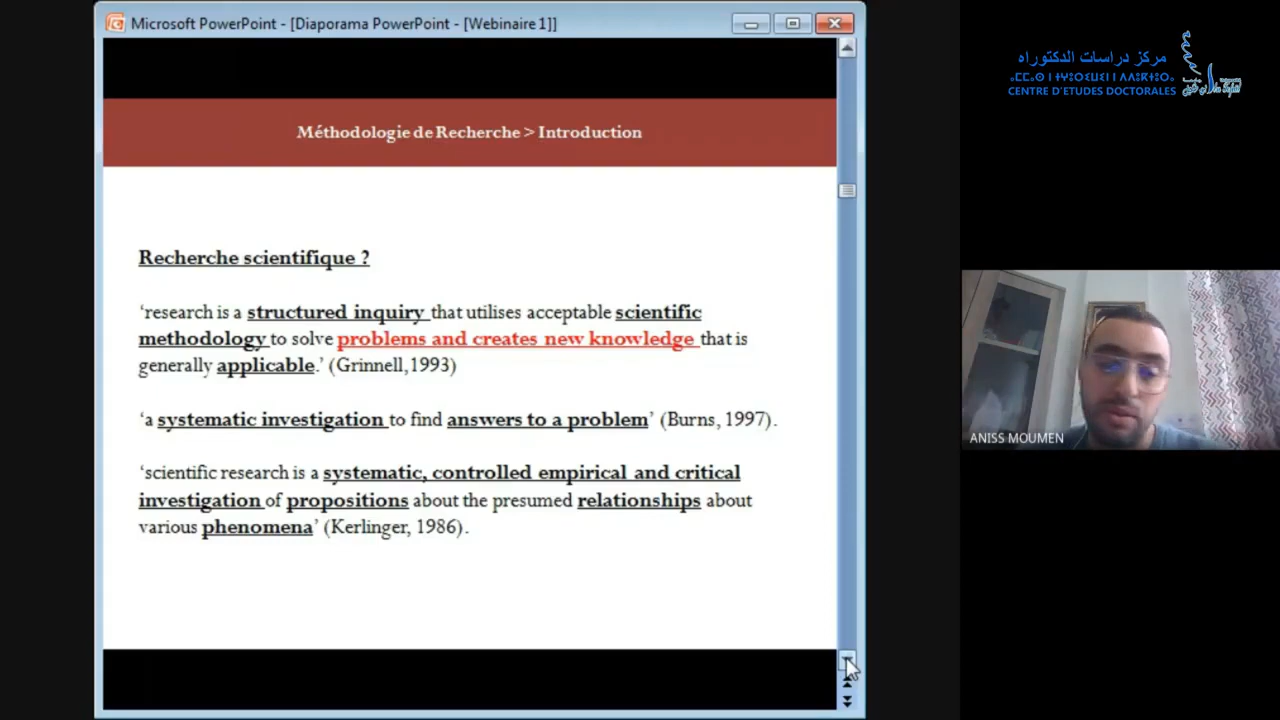 Microsoft PowerPoint - [Diaporama PowerPoint - [Webinaire 1]]
Méthodologie de Recherche > Introduction
Recherche scientifique ?
‘research is a structured inquiry that utilises acceptable scientific
methodology to solve problems and creates new knowledge that is
generally applicable.’ (Grinnell,1993)
‘a systematic investigation to find answers to a problem’ (Burns, 1997).
‘scientific research is a systematic, controlled empirical and critical
investigation of propositions about the presumed relationships about
various phenomena’ (Kerlinger, 1986).
مركز دراسات الدكتوراه
CENTRE D'ETUDES DOCTORALES
ANISS MOUMEN